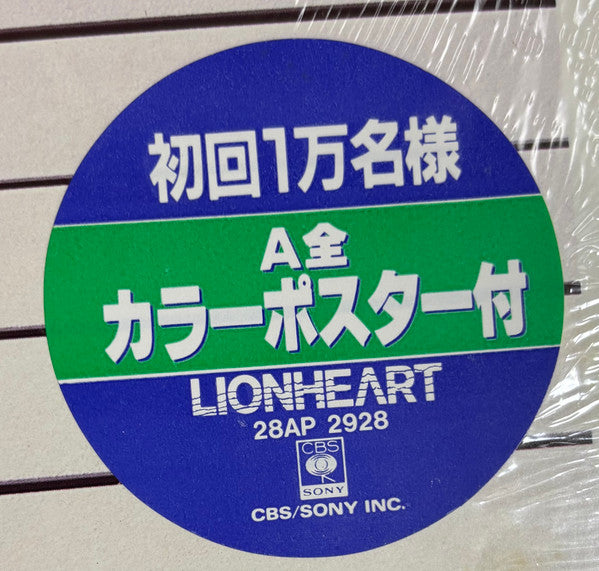 初回1万名様
A全
カラーポスター付
LIONHEART
28AP 2928
CBS
SONY
CBS/SONY INC.